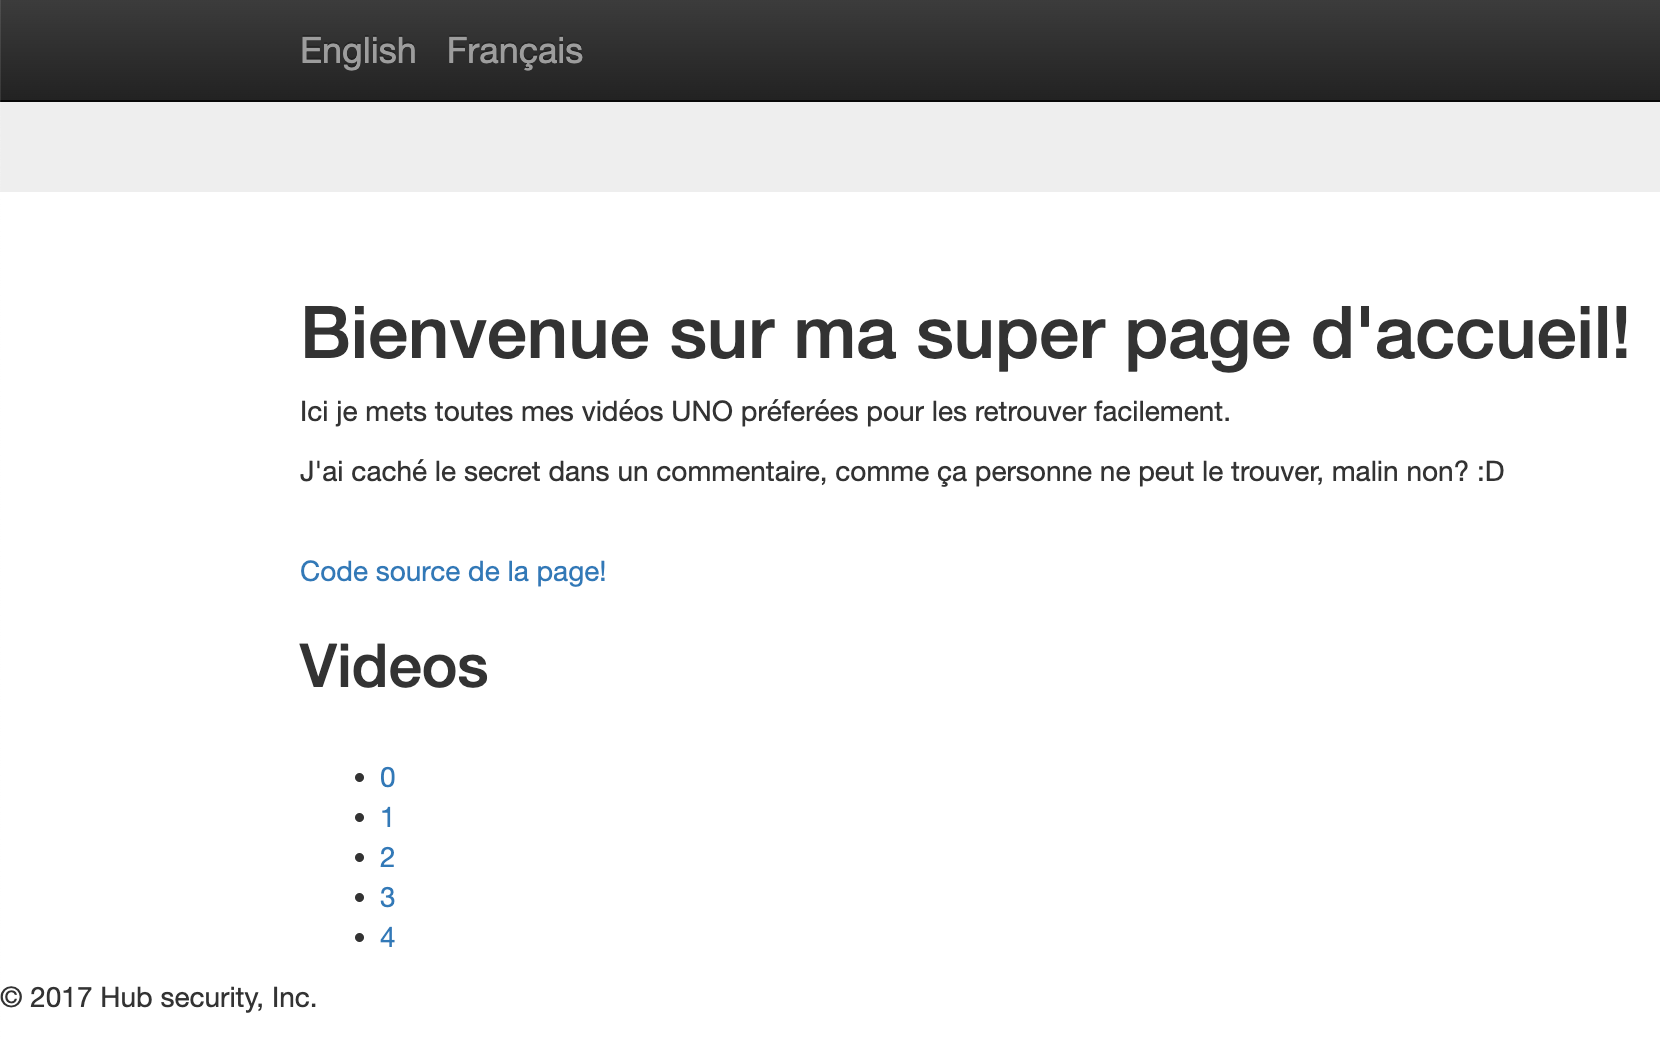 English Français
Bienvenue sur ma super page d'accueil!
Ici je mets toutes mes vidéos UNO préferées pour les retrouver facilement.
J'ai caché le secret dans un commentaire, comme ça personne ne peut le trouver, malin non? :D
Code source de la page!
Videos
0
1
2
3
4
© 2017 Hub security, Inc.